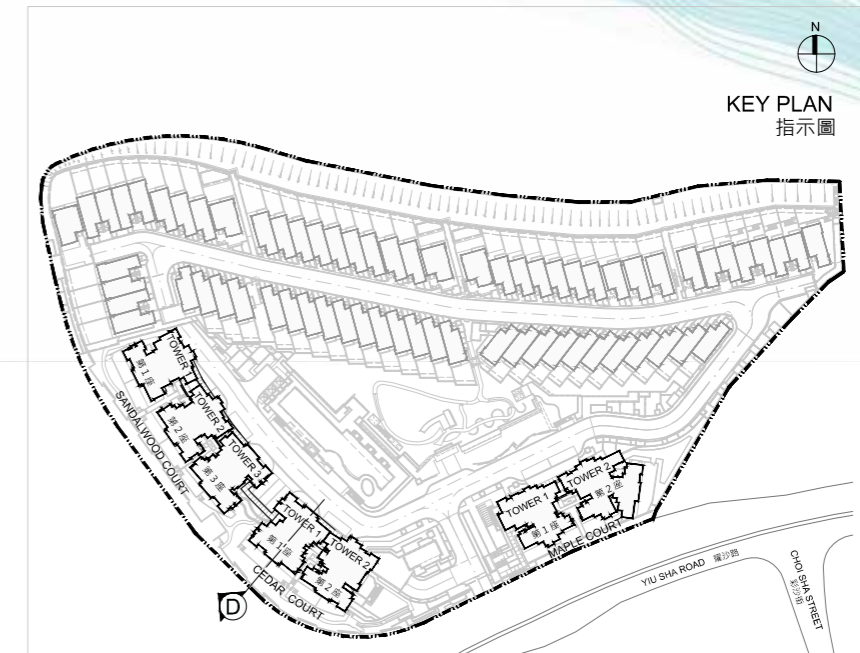 N
KEY PLAN
指示圖
TOWER 1
第 1 座
TOWER 2
第 2 座
TOWER 3
第 3 座
SANDALWOOD COURT
TOWER 1
第 1 座
TOWER 2
第 2 座
CEDAR COURT
D
TOWER 1
第 1 座
TOWER 2
第 2 座
MAPLE COURT
YIU SHA ROAD 耀沙路
CHOI SHA STREET
彩沙街